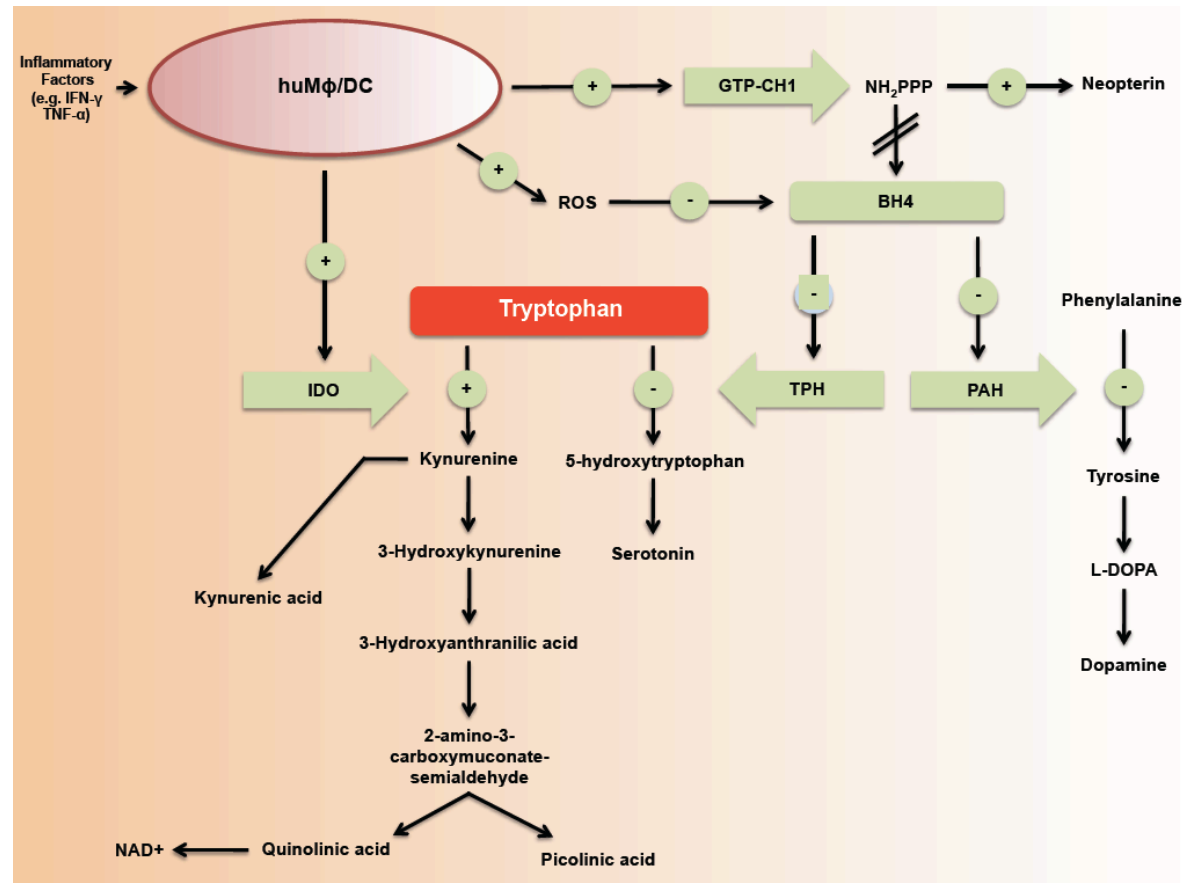 Inflammatory
Factors
(e.g. IFN-γ
TNF-α)
huMϕ/DC
+
GTP-CH1
NH₂PPP
+
Neopterin
+
ROS
-
BH4
+
Tryptophan
-
-
Phenylalanine
IDO
+
-
TPH
PAH
-
Kynurenine
5-hydroxytryptophan
Tyrosine
3-Hydroxykynurenine
Serotonin
L-DOPA
Kynurenic acid
3-Hydroxyanthranilic acid
Dopamine
2-amino-3-
carboxymuconate-
semialdehyde
NAD+
Quinolinic acid
Picolinic acid